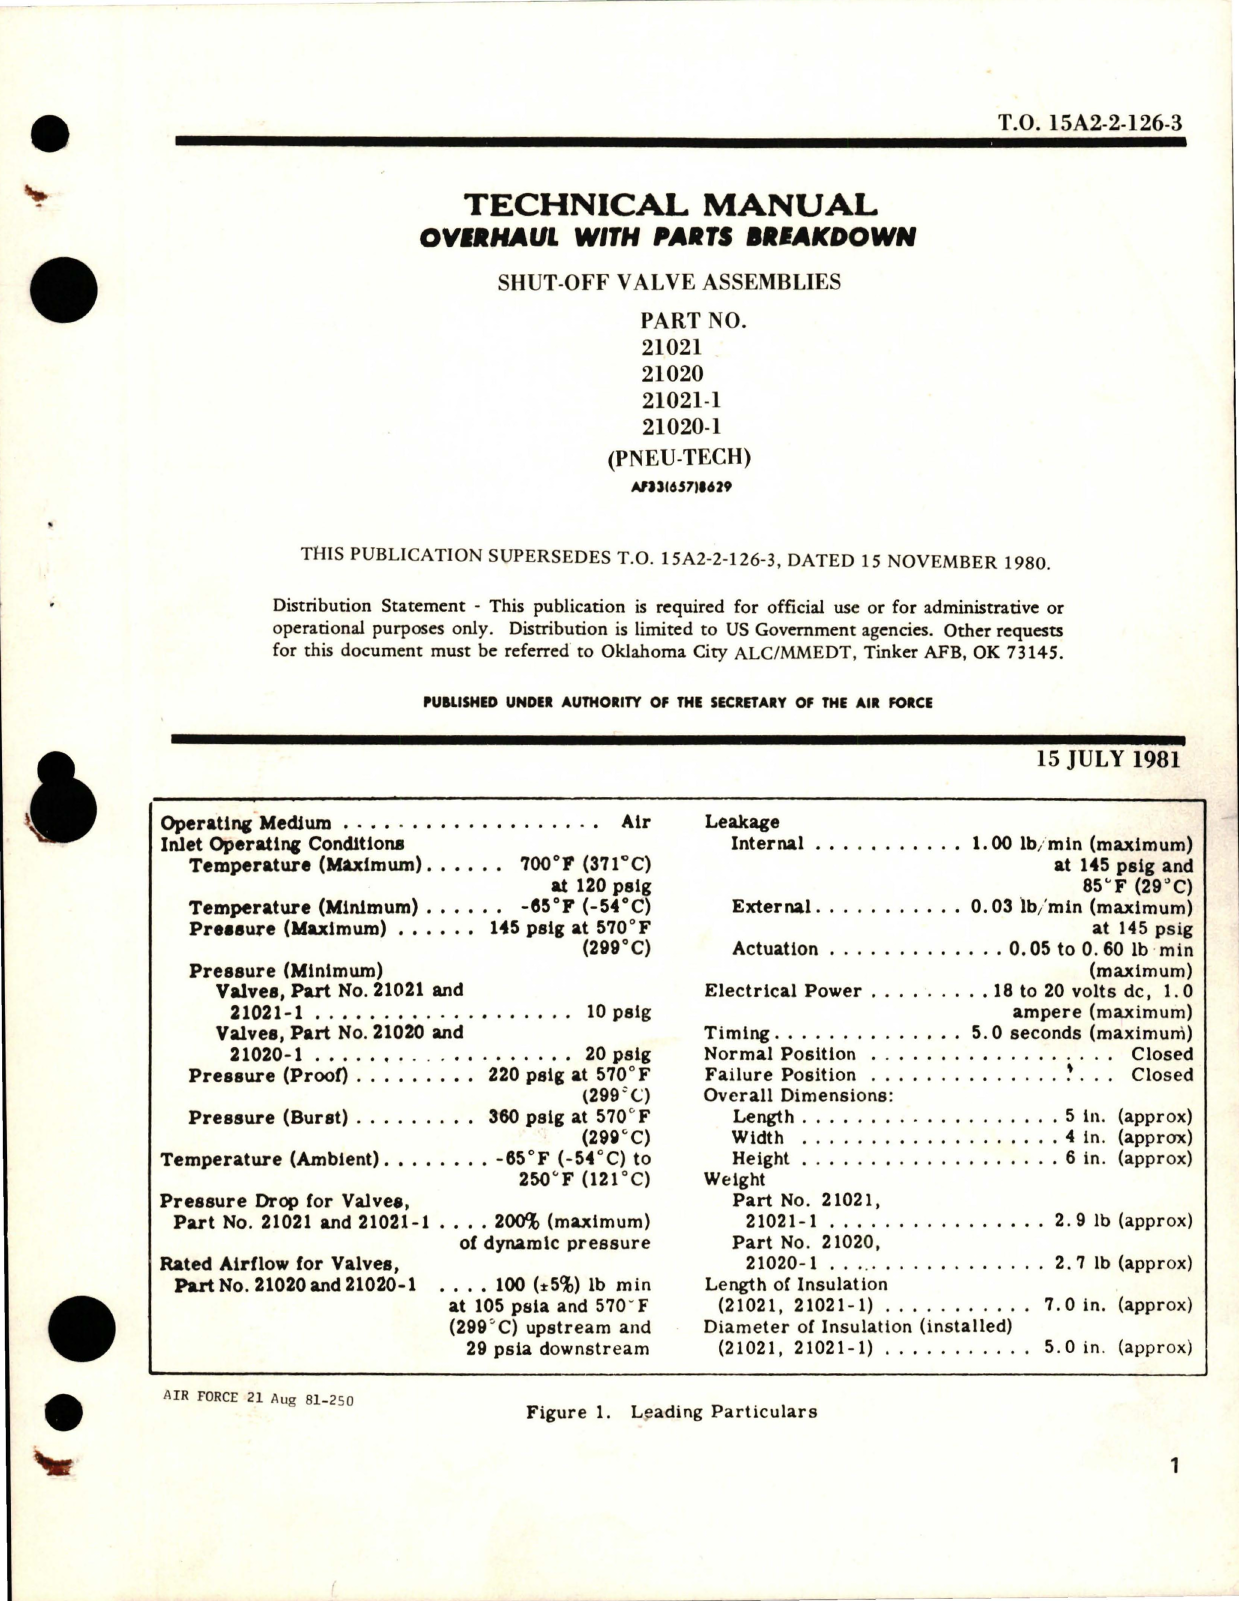 T.O. 15A2-2-126-3
TECHNICAL MANUAL
OVERHAUL WITH PARTS BREAKDOWN
SHUT-OFF VALVE ASSEMBLIES
PART NO.
21021
21020
21021-1
21020-1
(PNEU-TECH)
AF33(657)8629
THIS PUBLICATION SUPERSEDES T.O. 15A2-2-126-3, DATED 15 NOVEMBER 1980.
Distribution Statement - This publication is required for official use or for administrative or
operational purposes only. Distribution is limited to US Government agencies. Other requests
for this document must be referred to Oklahoma City ALC/MMEDT, Tinker AFB, OK 73145.
PUBLISHED UNDER AUTHORITY OF THE SECRETARY OF THE AIR FORCE
15 JULY 1981
Operating Medium . . . . . . . . . . . . . . . . . . . Air
Inlet Operating Conditions
Temperature (Maximum) . . . . . . 700°F (371°C)
at 120 psig
Temperature (Minimum) . . . . . . -65°F (-54°C)
Pressure (Maximum) . . . . . . 145 psig at 570°F
(299°C)
Pressure (Minimum)
Valves, Part No. 21021 and
21021-1 . . . . . . . . . . . . . . . . . . . 10 psig
Valves, Part No. 21020 and
21020-1 . . . . . . . . . . . . . . . . . . . 20 psig
Pressure (Proof) . . . . . . . . . 220 psig at 570°F
(299°C)
Pressure (Burst) . . . . . . . . . 360 psig at 570°F
(299°C)
Temperature (Ambient) . . . . . . . . -65°F (-54°C) to
250°F (121°C)
Pressure Drop for Valves,
Part No. 21021 and 21021-1 . . . . 200% (maximum)
of dynamic pressure
Rated Airflow for Valves,
Part No. 21020 and 21020-1 . . . . 100 (±5%) lb min
at 105 psia and 570°F
(299°C) upstream and
29 psia downstream
Leakage
Internal . . . . . . . . . . . 1.00 lb/min (maximum)
at 145 psig and
85°F (29°C)
External . . . . . . . . . . . 0.03 lb/min (maximum)
at 145 psig
Actuation . . . . . . . . . . . . . 0.05 to 0.60 lb min
(maximum)
Electrical Power . . . . . . . . . 18 to 20 volts dc, 1.0
ampere (maximum)
Timing . . . . . . . . . . . . . . 5.0 seconds (maximum)
Normal Position . . . . . . . . . . . . . . . . . . Closed
Failure Position . . . . . . . . . . . . . . . . . . Closed
Overall Dimensions:
Length . . . . . . . . . . . . . . . . . . . 5 in. (approx)
Width . . . . . . . . . . . . . . . . . . . 4 in. (approx)
Height . . . . . . . . . . . . . . . . . . . 6 in. (approx)
Weight
Part No. 21021,
21021-1 . . . . . . . . . . . . . . . . 2.9 lb (approx)
Part No. 21020,
21020-1 . . . . . . . . . . . . . . . . 2.7 lb (approx)
Length of Insulation
(21021, 21021-1) . . . . . . . . . . . 7.0 in. (approx)
Diameter of Insulation (installed)
(21021, 21021-1) . . . . . . . . . . . 5.0 in. (approx)
AIR FORCE 21 Aug 81-250
Figure 1. Leading Particulars
1